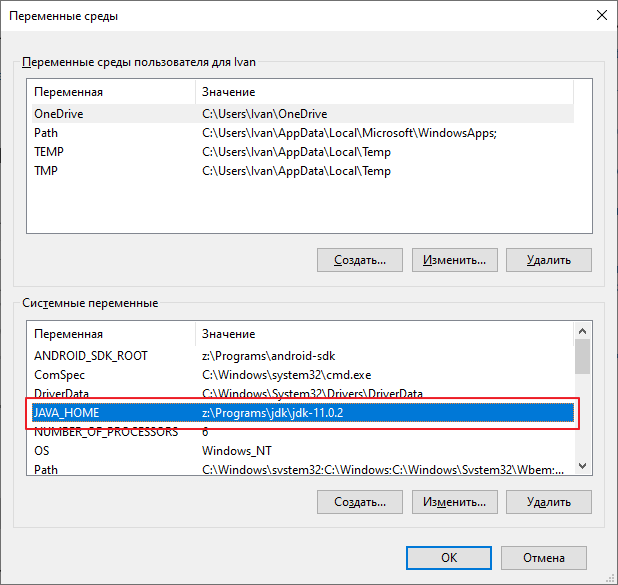 Переменные среды
Переменные среды пользователя для Ivan
Переменная Значение
OneDrive C:\Users\Ivan\OneDrive
Path C:\Users\Ivan\AppData\Local\Microsoft\WindowsApps;
TEMP C:\Users\Ivan\AppData\Local\Temp
TMP C:\Users\Ivan\AppData\Local\Temp
Создать... Изменить... Удалить
Системные переменные
Переменная Значение
ANDROID_SDK_ROOT z:\Programs\android-sdk
ComSpec C:\Windows\system32\cmd.exe
DriverData C:\Windows\System32\Drivers\DriverData
JAVA_HOME z:\Programs\jdk\jdk-11.0.2
NUMBER_OF_PROCESSORS 6
OS Windows_NT
Path C:\Windows\system32;C:\Windows;C:\Windows\System32\Wbem;...
Создать... Изменить... Удалить
OK Отмена